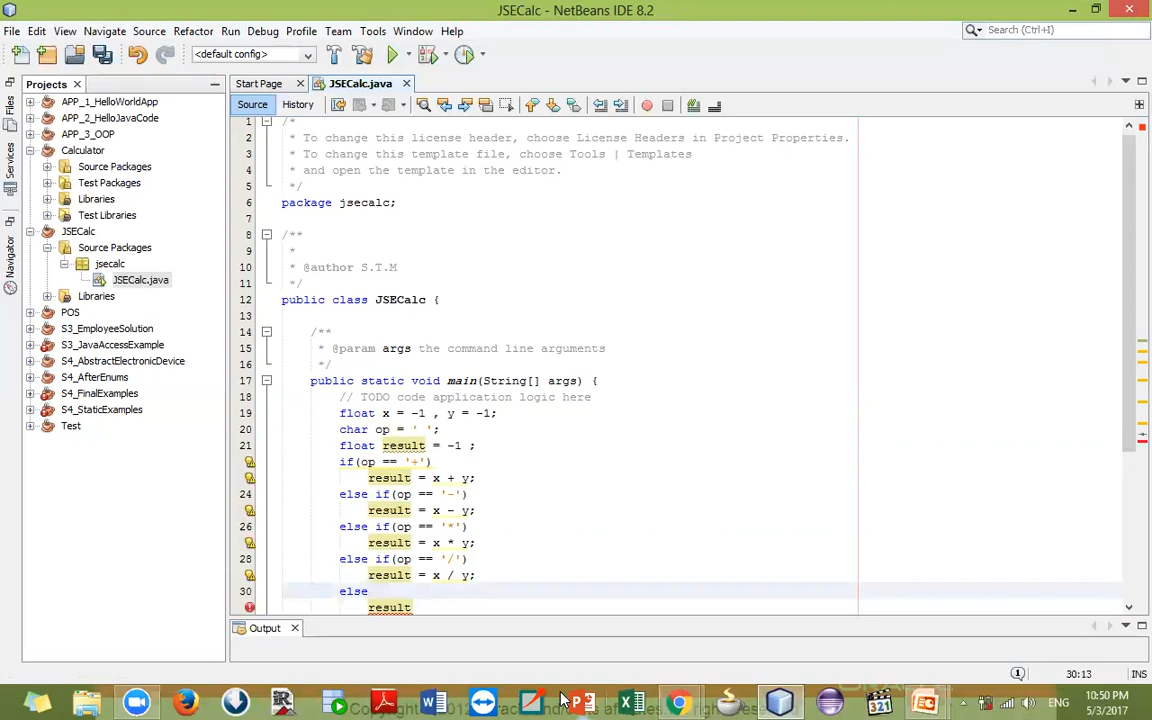 JSECalc - NetBeans IDE 8.2
File Edit View Navigate Source Refactor Run Debug Profile Team Tools Window Help
Search (Ctrl+I)
<default config>
Projects
Start Page
JSECalc.java
Source History
Files
Services
Navigator
APP_1_HelloWorldApp
APP_2_HelloJavaCode
APP_3_OOP
Calculator
Source Packages
Test Packages
Libraries
Test Libraries
JSECalc
Source Packages
jsecalc
JSECalc.java
Libraries
POS
S3_EmployeeSolution
S3_JavaAccessExample
S4_AbstractElectronicDevice
S4_AfterEnums
S4_FinalExamples
S4_StaticExamples
Test
1 /*
2 * To change this license header, choose License Headers in Project Properties.
3 * To change this template file, choose Tools | Templates
4 * and open the template in the editor.
5 */
6 package jsecalc;
7
8 /**
9 *
10 * @author S.T.M
11 */
12 public class JSECalc {
13
14 /**
15 * @param args the command line arguments
16 */
17 public static void main(String[] args) {
18 // TODO code application logic here
19 float x = -1 , y = -1;
20 char op = ' ';
21 float result = -1 ;
if(op == '+')
result = x + y;
24 else if(op == '-')
result = x - y;
26 else if(op == '*')
result = x * y;
28 else if(op == '/')
result = x / y;
30 else
result
Output
30:13
INS
321
ENG
10:50 PM
5/3/2017